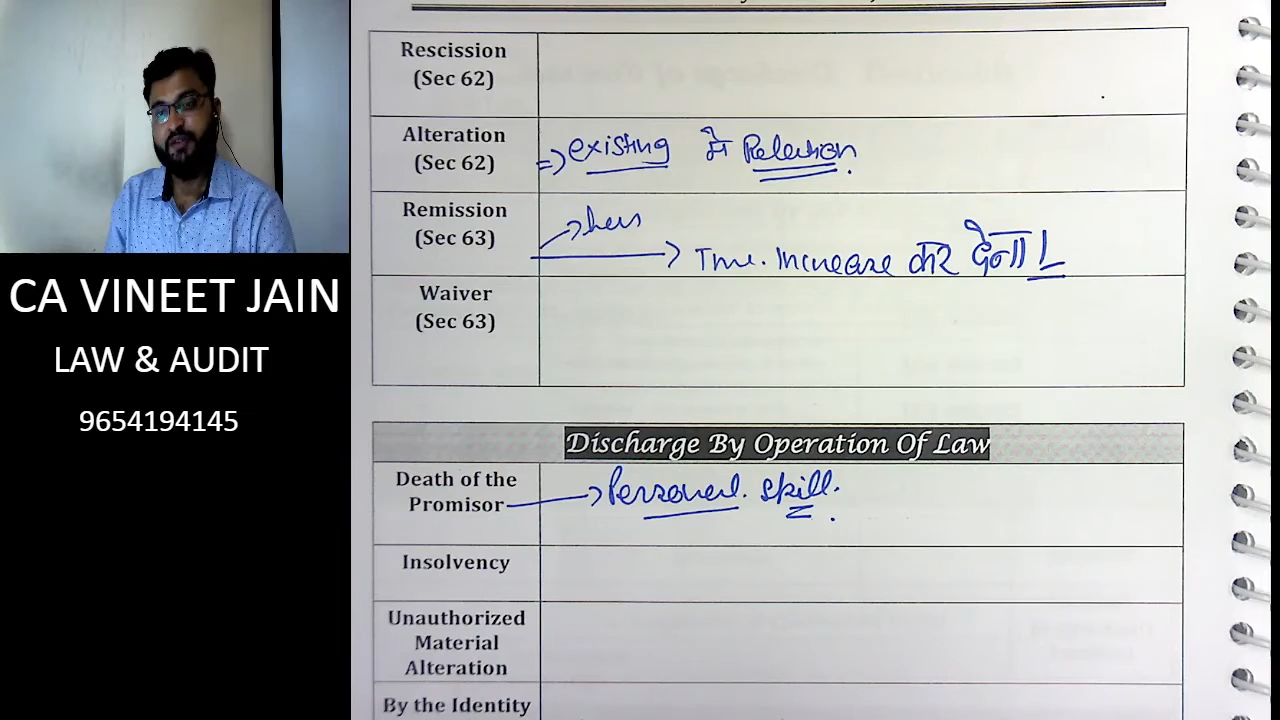 CA VINEET JAIN
LAW & AUDIT
9654194145
Rescission
(Sec 62)
Alteration
(Sec 62)
=> existing में Relation.
Remission
(Sec 63)
→ less
→ Time. Increase कर देना।
Waiver
(Sec 63)
Discharge By Operation Of Law
Death of the
Promisor
→ Personal. Skill.
Insolvency
Unauthorized
Material
Alteration
By the Identity